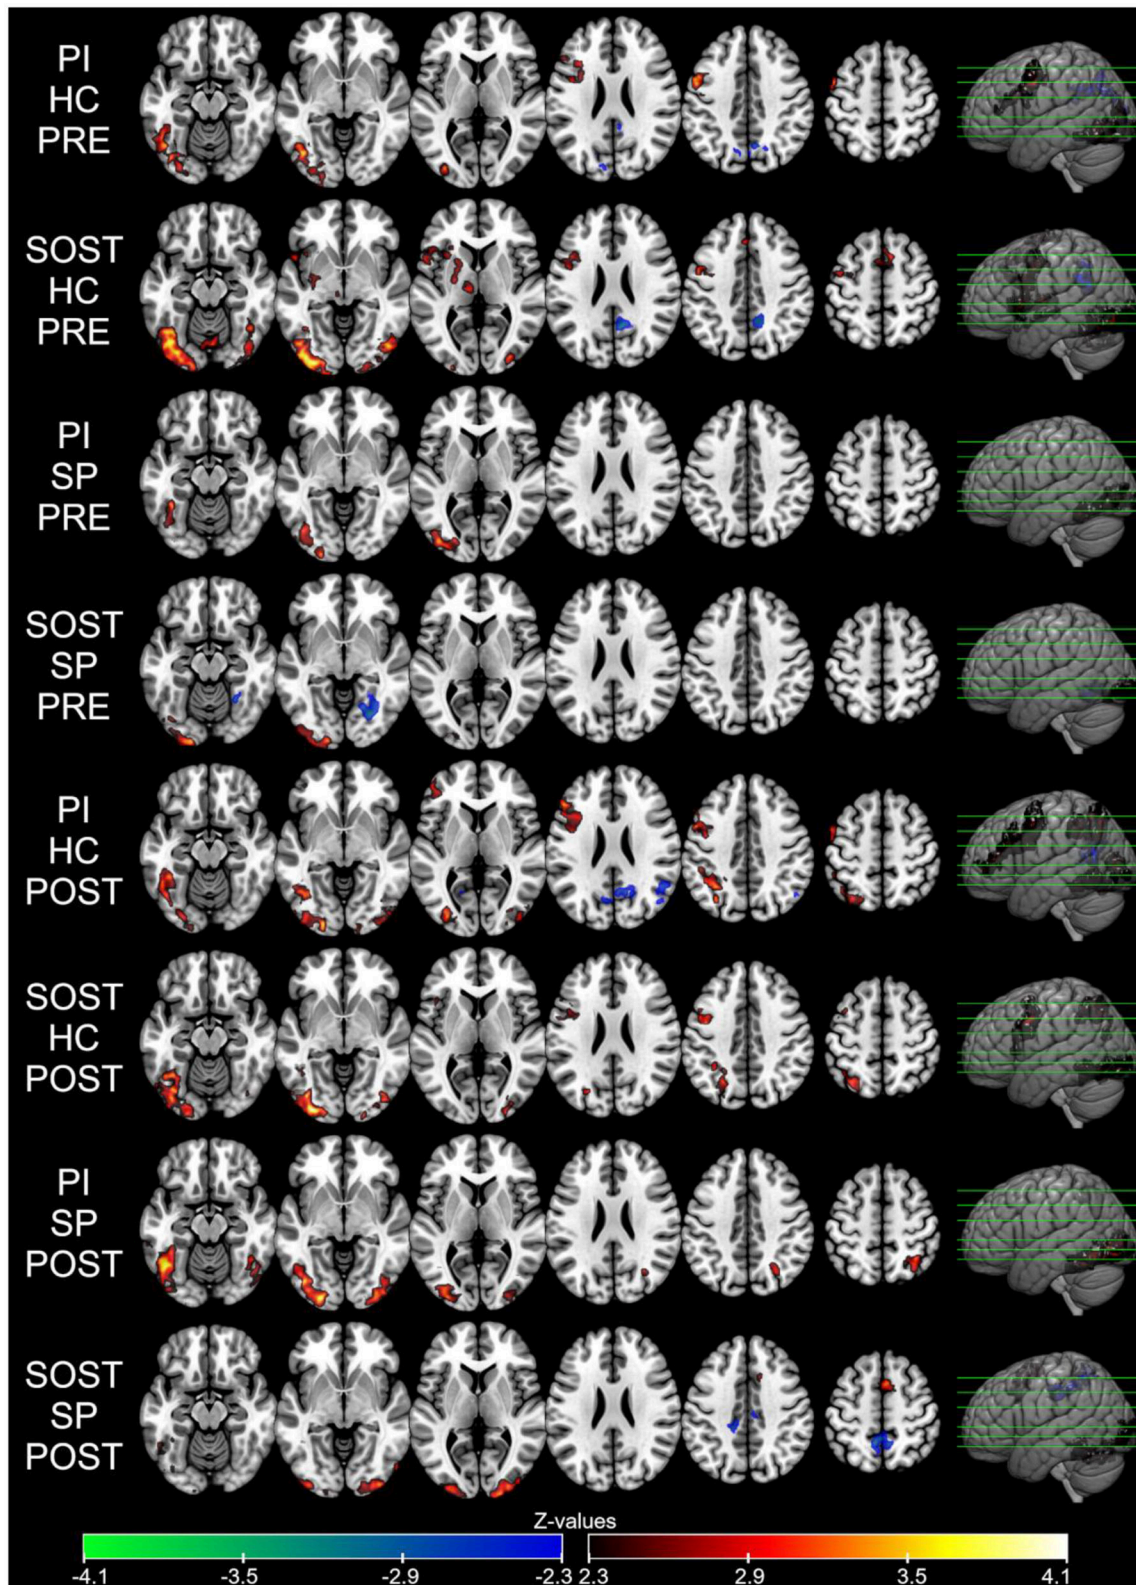 PI
HC
PRE
SOST
HC
PRE
PI
SP
PRE
SOST
SP
PRE
PI
HC
POST
SOST
HC
POST
PI
SP
POST
SOST
SP
POST
Z-values
-4.1 -3.5 -2.9 -2.3 2.3 2.9 3.5 4.1